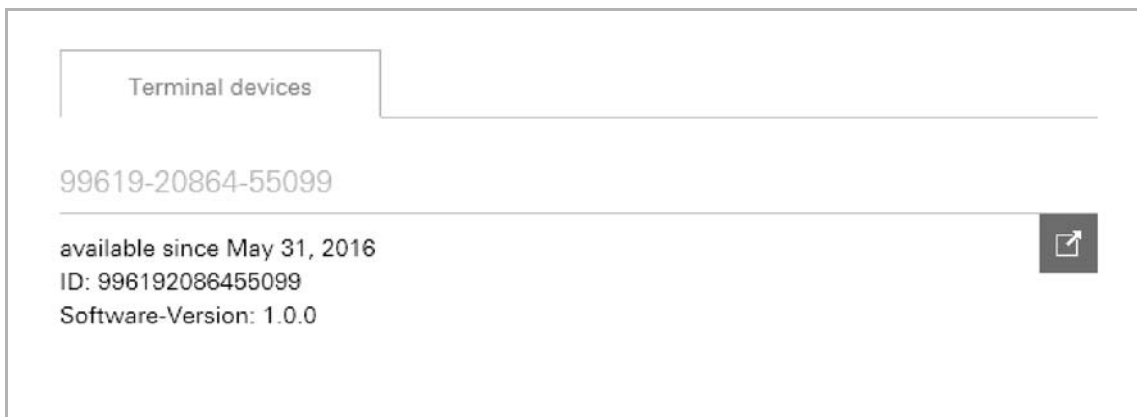 Terminal devices
99619-20864-55099
available since May 31, 2016
ID: 996192086455099
Software-Version: 1.0.0